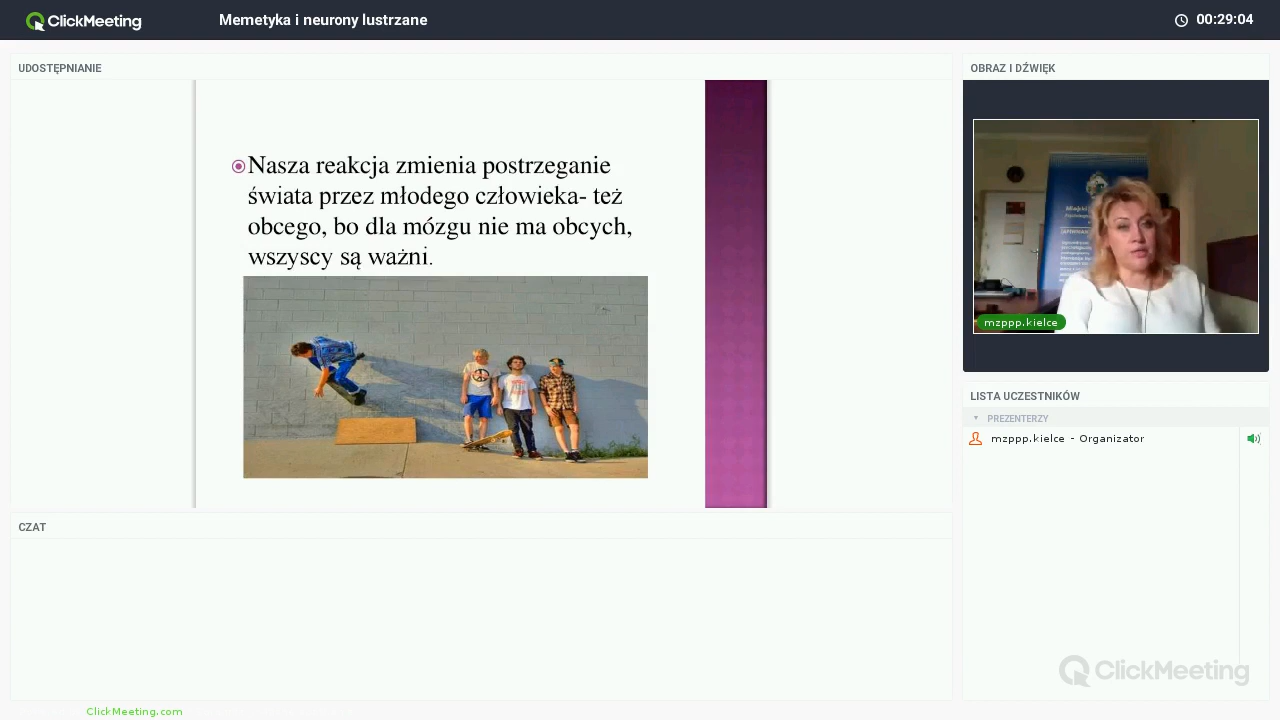 ClickMeeting
Memetyka i neurony lustrzane
00:29:04
UDOSTĘPNIANIE
Nasza reakcja zmienia postrzeganie
świata przez młodego człowieka- też
obcego, bo dla mózgu nie ma obcych,
wszyscy są ważni.
OBRAZ I DŹWIĘK
mzppp.kielce
LISTA UCZESTNIKÓW
PREZENTERZY
mzppp.kielce - Organizator
CZAT
ClickMeeting
ClickMeeting.com